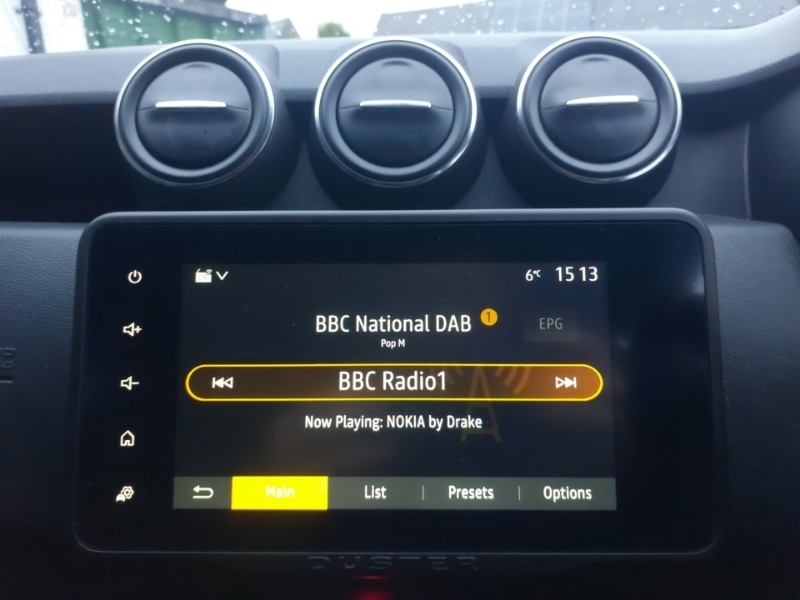 6°C 15 13
BBC National DAB 1
EPG
Pop M
BBC Radio1
Now Playing: NOKIA by Drake
Main List Presets Options
DUSTER